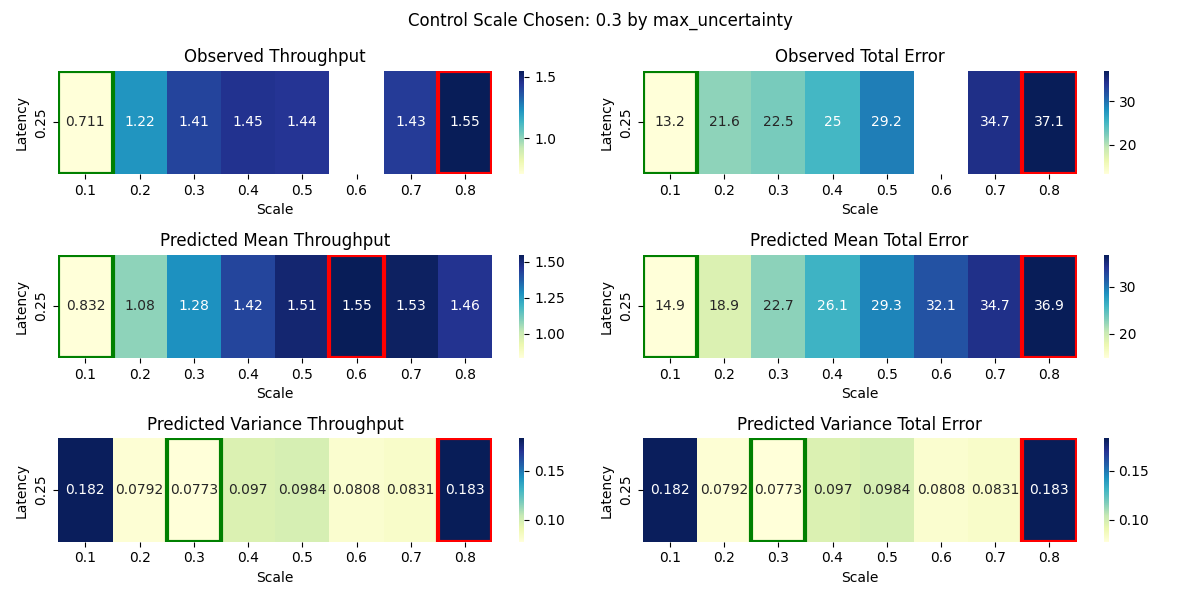 Control Scale Chosen: 0.3 by max_uncertainty
Observed Throughput
Latency
0.25
0.711 1.22 1.41 1.45 1.44 1.43 1.55
0.1 0.2 0.3 0.4 0.5 0.6 0.7 0.8
Scale
1.5
1.0
Observed Total Error
Latency
0.25
13.2 21.6 22.5 25 29.2 34.7 37.1
0.1 0.2 0.3 0.4 0.5 0.6 0.7 0.8
Scale
30
20
Predicted Mean Throughput
Latency
0.25
0.832 1.08 1.28 1.42 1.51 1.55 1.53 1.46
0.1 0.2 0.3 0.4 0.5 0.6 0.7 0.8
Scale
1.50
1.25
1.00
Predicted Mean Total Error
Latency
0.25
14.9 18.9 22.7 26.1 29.3 32.1 34.7 36.9
0.1 0.2 0.3 0.4 0.5 0.6 0.7 0.8
Scale
30
20
Predicted Variance Throughput
Latency
0.25
0.182 0.0792 0.0773 0.097 0.0984 0.0808 0.0831 0.183
0.1 0.2 0.3 0.4 0.5 0.6 0.7 0.8
Scale
0.15
0.10
Predicted Variance Total Error
Latency
0.25
0.182 0.0792 0.0773 0.097 0.0984 0.0808 0.0831 0.183
0.1 0.2 0.3 0.4 0.5 0.6 0.7 0.8
Scale
0.15
0.10